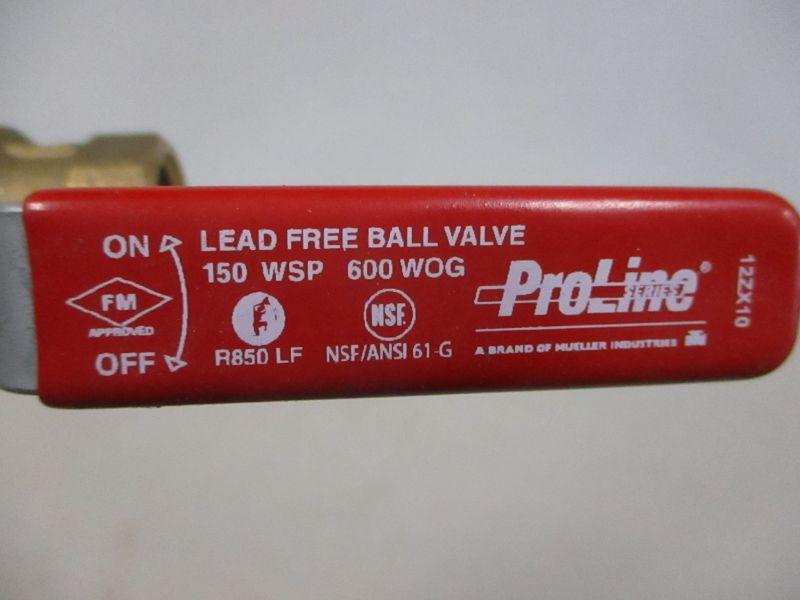 ON
LEAD FREE BALL VALVE
150 WSP 600 WOG
FM
APPROVED
NSF.
ProLine®
SERIES
OFF
R850 LF
NSF/ANSI 61-G
A BRAND OF MUELLER INDUSTRIES
12ZX10